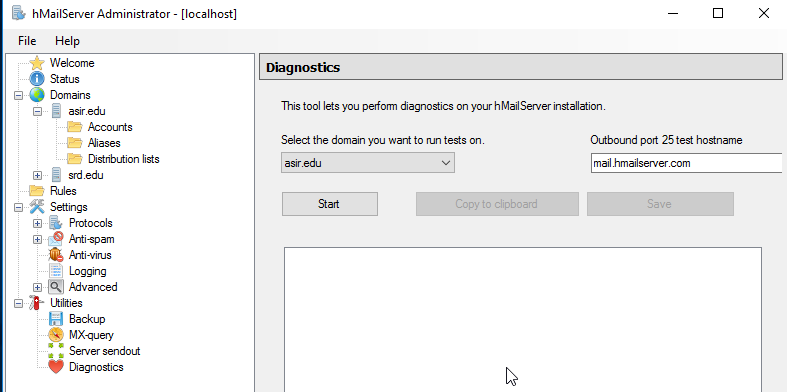 hMailServer Administrator - [localhost]
File Help
Welcome
Status
Domains
asir.edu
Accounts
Aliases
Distribution lists
srd.edu
Rules
Settings
Protocols
Anti-spam
Anti-virus
Logging
Advanced
Utilities
Backup
MX-query
Server sendout
Diagnostics
Diagnostics
This tool lets you perform diagnostics on your hMailServer installation.
Select the domain you want to run tests on. Outbound port 25 test hostname
asir.edu mail.hmailserver.com
Start Copy to clipboard Save